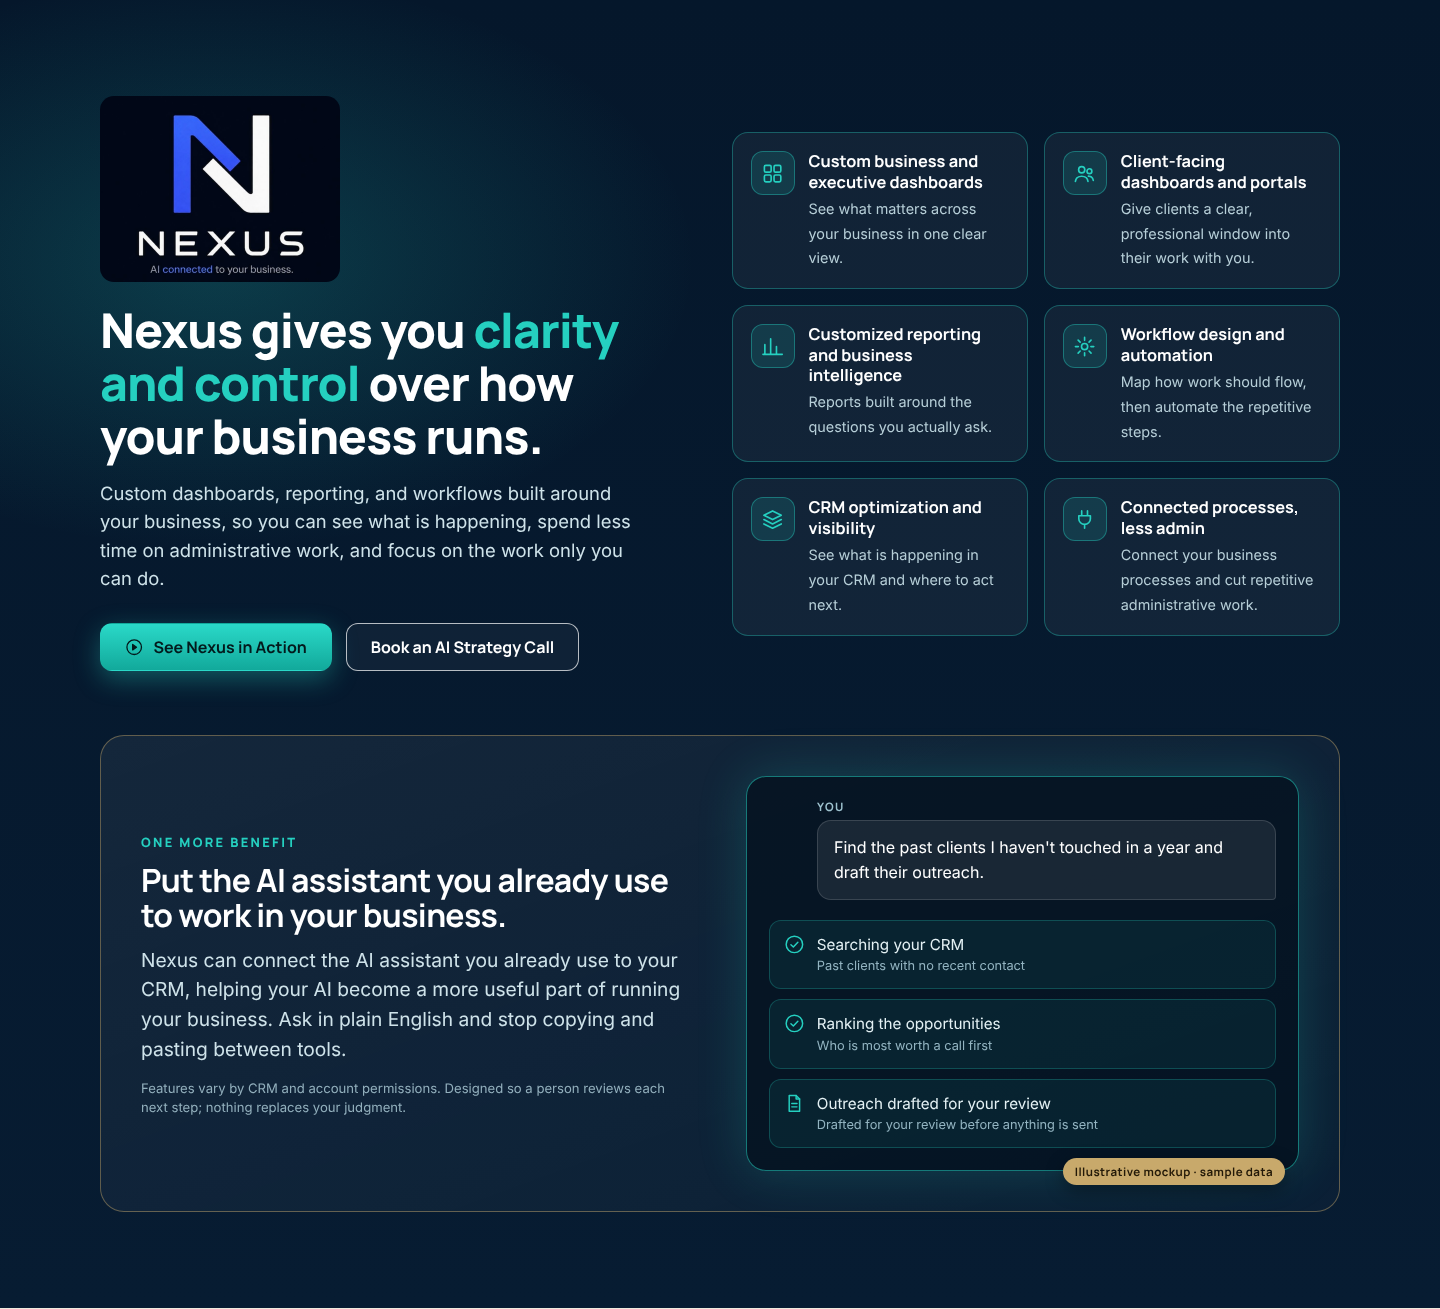 NEXUS
AI connected to your business.
Nexus gives you clarity
and control over how
your business runs.
Custom dashboards, reporting, and workflows built around
your business, so you can see what is happening, spend less
time on administrative work, and focus on the work only you
can do.
See Nexus in Action
Book an AI Strategy Call
Custom business and
executive dashboards
See what matters across
your business in one clear
view.
Client-facing
dashboards and portals
Give clients a clear,
professional window into
their work with you.
Customized reporting
and business
intelligence
Reports built around the
questions you actually ask.
Workflow design and
automation
Map how work should flow,
then automate the repetitive
steps.
CRM optimization and
visibility
See what is happening in
your CRM and where to act
next.
Connected processes,
less admin
Connect your business
processes and cut repetitive
administrative work.
ONE MORE BENEFIT
Put the AI assistant you already use
to work in your business.
Nexus can connect the AI assistant you already use to your
CRM, helping your AI become a more useful part of running
your business. Ask in plain English and stop copying and
pasting between tools.
Features vary by CRM and account permissions. Designed so a person reviews each
next step; nothing replaces your judgment.
YOU
Find the past clients I haven't touched in a year and
draft their outreach.
Searching your CRM
Past clients with no recent contact
Ranking the opportunities
Who is most worth a call first
Outreach drafted for your review
Drafted for your review before anything is sent
Illustrative mockup · sample data